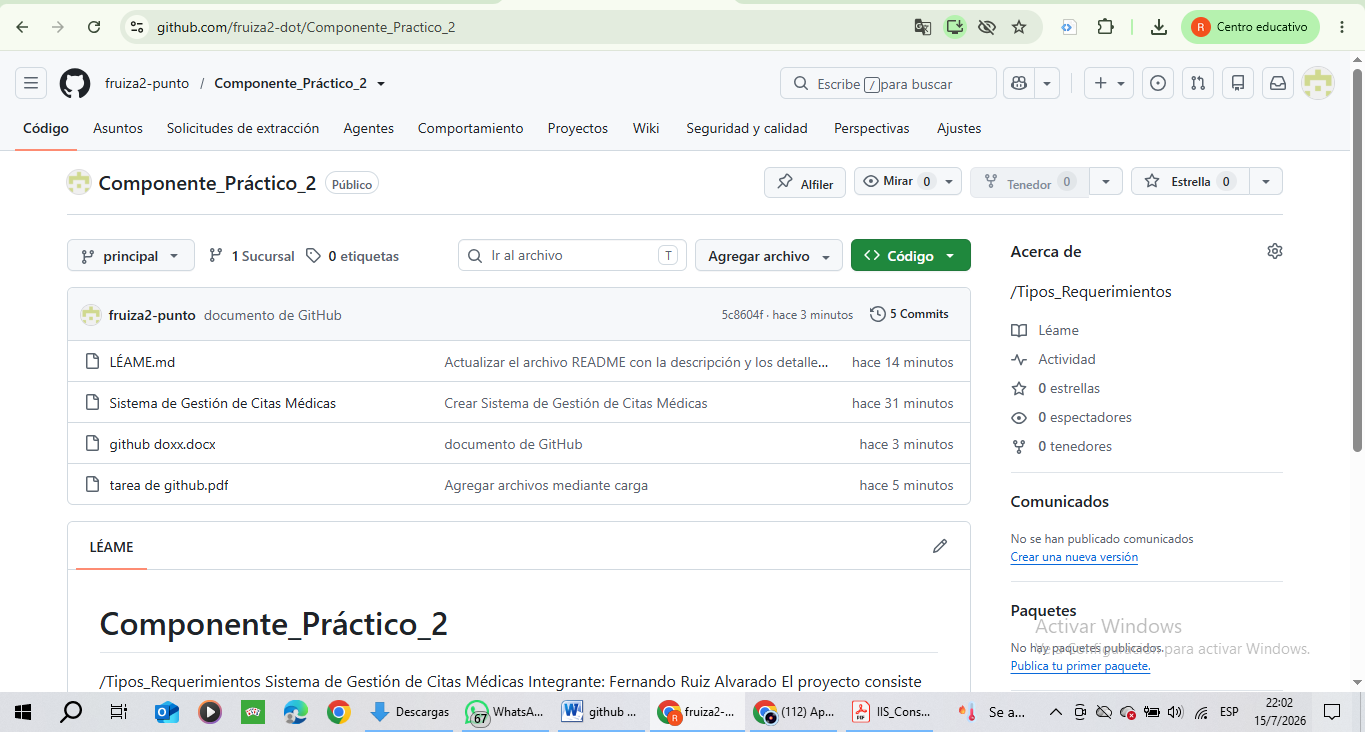 github.com/fruiza2-dot/Componente_Practico_2
Centro educativo
fruiza2-punto / Componente_Práctico_2
Escribe / para buscar
Código Asuntos Solicitudes de extracción Agentes Comportamiento Proyectos Wiki Seguridad y calidad Perspectivas Ajustes
Componente_Práctico_2 Público
Alfiler Mirar 0 Tenedor 0 Estrella 0
principal 1 Sucursal 0 etiquetas Ir al archivo T Agregar archivo Código
fruiza2-punto documento de GitHub 5c8604f · hace 3 minutos 5 Commits
LÉAME.md Actualizar el archivo README con la descripción y los detalle... hace 14 minutos
Sistema de Gestión de Citas Médicas Crear Sistema de Gestión de Citas Médicas hace 31 minutos
github doxx.docx documento de GitHub hace 3 minutos
tarea de github.pdf Agregar archivos mediante carga hace 5 minutos
LÉAME
Componente_Práctico_2
/Tipos_Requerimientos Sistema de Gestión de Citas Médicas Integrante: Fernando Ruiz Alvarado El proyecto consiste
Acerca de
/Tipos_Requerimientos
Léame
Actividad
0 estrellas
0 espectadores
0 tenedores
Comunicados
No se han publicado comunicados
Crear una nueva versión
Paquetes
No hay paquetes publicados.
Publica tu primer paquete.
Activar Windows
Ve a Configuración para activar Windows.
R
67
Descargas WhatsA... github ... fruiza2-... (112) Ap... IIS_Cons... Se a... ESP
22:02
15/7/2026